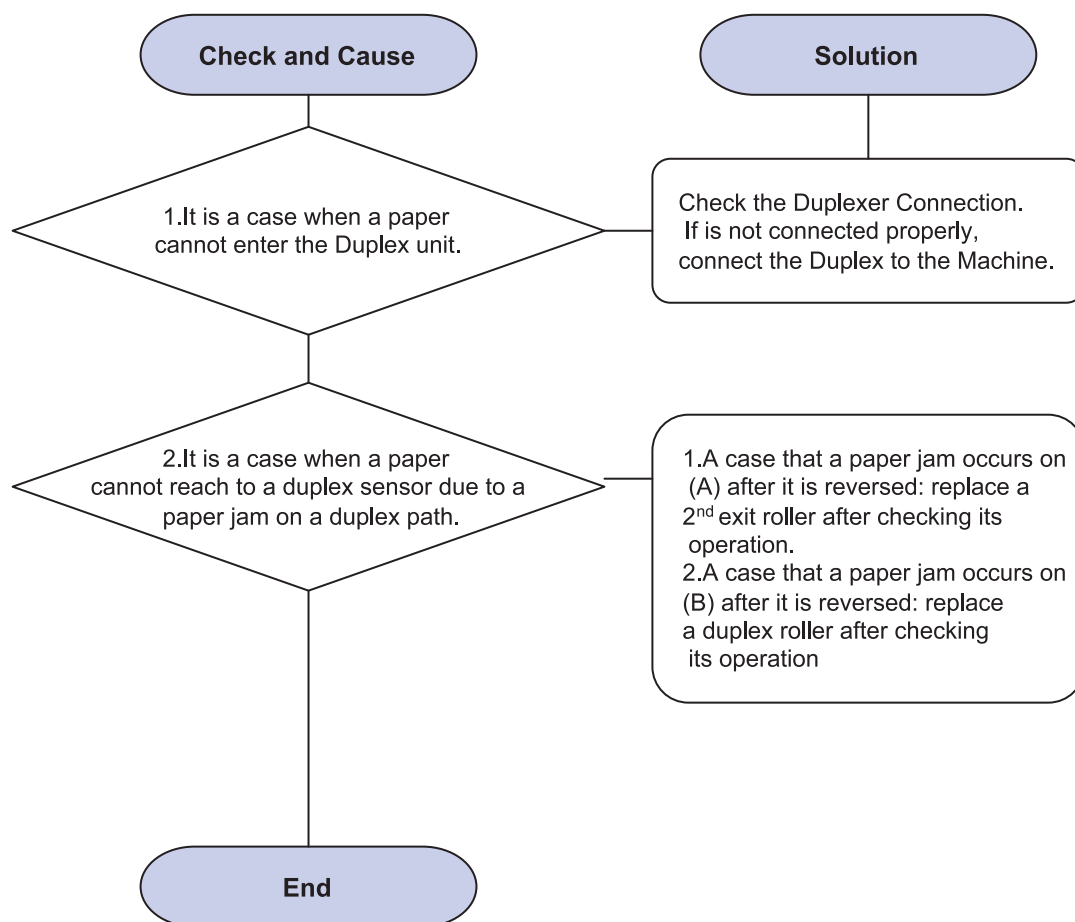 Check and Cause
Solution
1.It is a case when a paper
cannot enter the Duplex unit.
Check the Duplexer Connection.
If is not connected properly,
connect the Duplex to the Machine.
2.It is a case when a paper
cannot reach to a duplex sensor due to a
paper jam on a duplex path.
1.A case that a paper jam occurs on
(A) after it is reversed: replace a
2nd exit roller after checking its
operation.
2.A case that a paper jam occurs on
(B) after it is reversed: replace
a duplex roller after checking
its operation
End